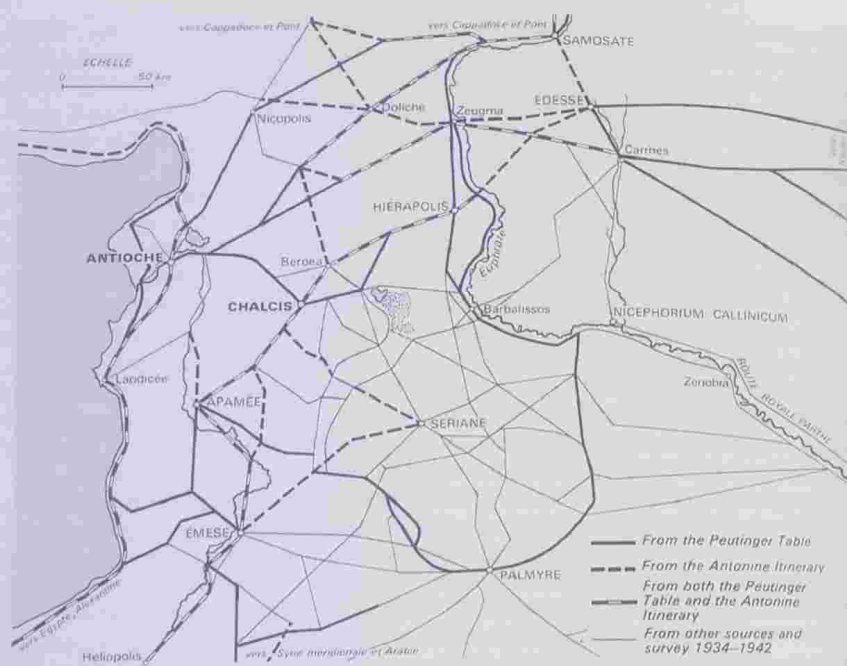 vers Cappadoce et Pont
vers Cappadoce et Pont
SAMOSATE
ECHELLE
0 50 km
Doliche
Zeugma
EDESSE
Nicopolis
Carrhes
HIÉRAPOLIS
Euphrate
ANTIOCHE
Beroea
CHALCIS
Barbalissos
NICEPHORIUM CALLINICUM
Laodicée
Zenobia
ROUTE ROYALE PARTHE
APAMÉE
SERIANE
EMESE
PALMYRE
vers Egypte, Alexandrie
Heliopolis
vers Syrie méridionale et Arabie
From the Peutinger Table
From the Antonine Itinerary
From both the Peutinger
Table and the Antonine
Itinerary
From other sources and
survey 1934–1942